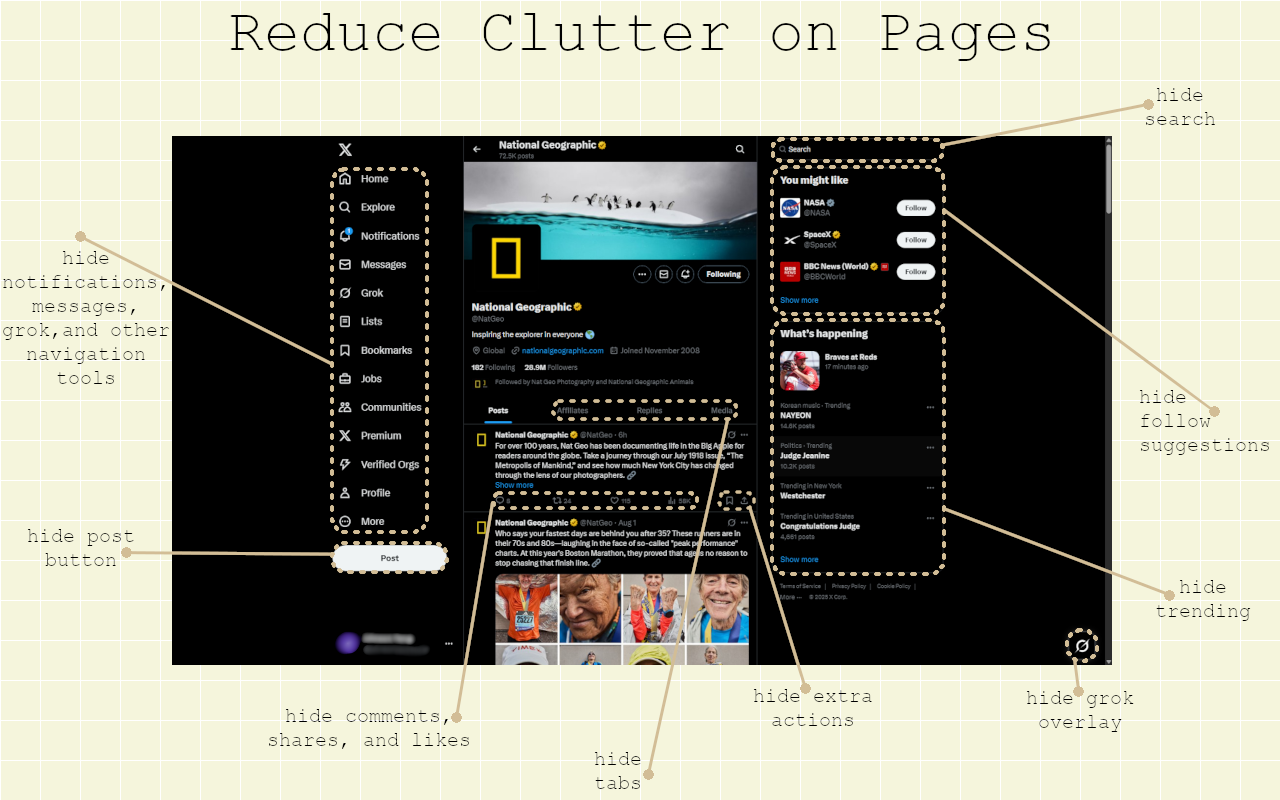 Reduce Clutter on Pages
hide
search
hide
notifications,
messages,
grok,and other
navigation
tools
hide post
button
Home
Explore
Notifications
Messages
Grok
Lists
Bookmarks
Jobs
Communities
Premium
Verified Orgs
Profile
More
Post
National Geographic
72.5K posts
National Geographic
@NatGeo
Following
Inspiring the explorer in everyone
Global nationalgeographic.com Joined November 2008
182 Following 28.9M Followers
Followed by Nat Geo Photography and National Geographic Animals
Posts Affiliates Replies Media
National Geographic @NatGeo · 6h
For over 100 years, Nat Geo has been documenting life in the Big Apple for
readers around the globe. Take a journey through our July 1918 issue, "The
Metropolis of Mankind," and see how much New York City has changed
through the lens of our photographers.
Show more
8 24 115 58K
National Geographic @NatGeo · Aug 1
Who says your fastest days are behind you after 35? These runners are in
their 70s and 80s—laughing in the face of so-called "peak performance"
charts. At this year's Boston Marathon, they proved that age is no reason to
stop chasing that finish line.
25227
Search
You might like
NASA
@NASA
Follow
SpaceX
@SpaceX
Follow
BBC News (World)
@BBCWorld
Follow
Show more
What's happening
Braves at Reds
17 minutes ago
Korean music · Trending
NAYEON
14.6K posts
Politics · Trending
Judge Jeanine
10.2K posts
Trending in New York
Westchester
Trending in United States
Congratulations Judge
4,661 posts
Show more
Terms of Service | Privacy Policy | Cookie Policy |
More ··· © 2025 X Corp.
hide
follow
suggestions
hide
trending
hide comments,
shares, and likes
hide
tabs
hide extra
actions
hide grok
overlay